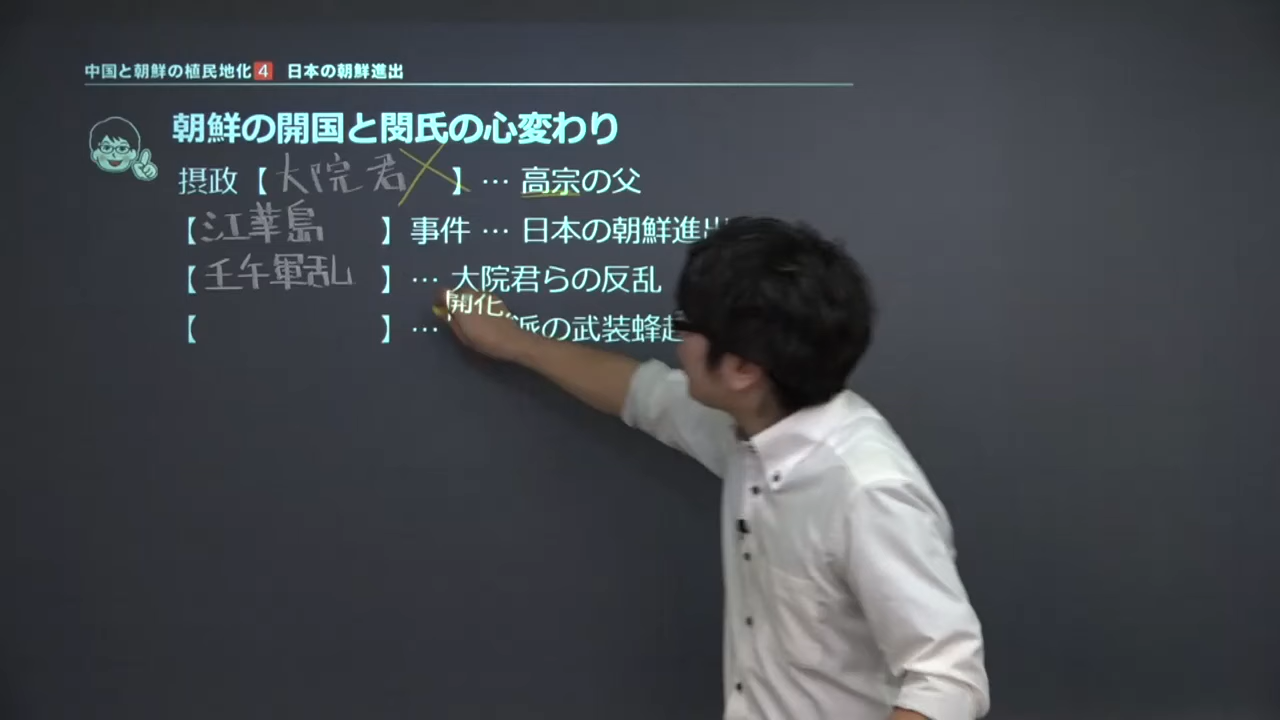 中国と朝鮮の植民地化4 日本の朝鮮進出
朝鮮の開国と閔氏の心変わり
摂政【大院君】… 高宗の父
【江華島】事件 … 日本の朝鮮進出
【壬午軍乱】… 大院君らの反乱
【 】… 開化派の武装蜂起